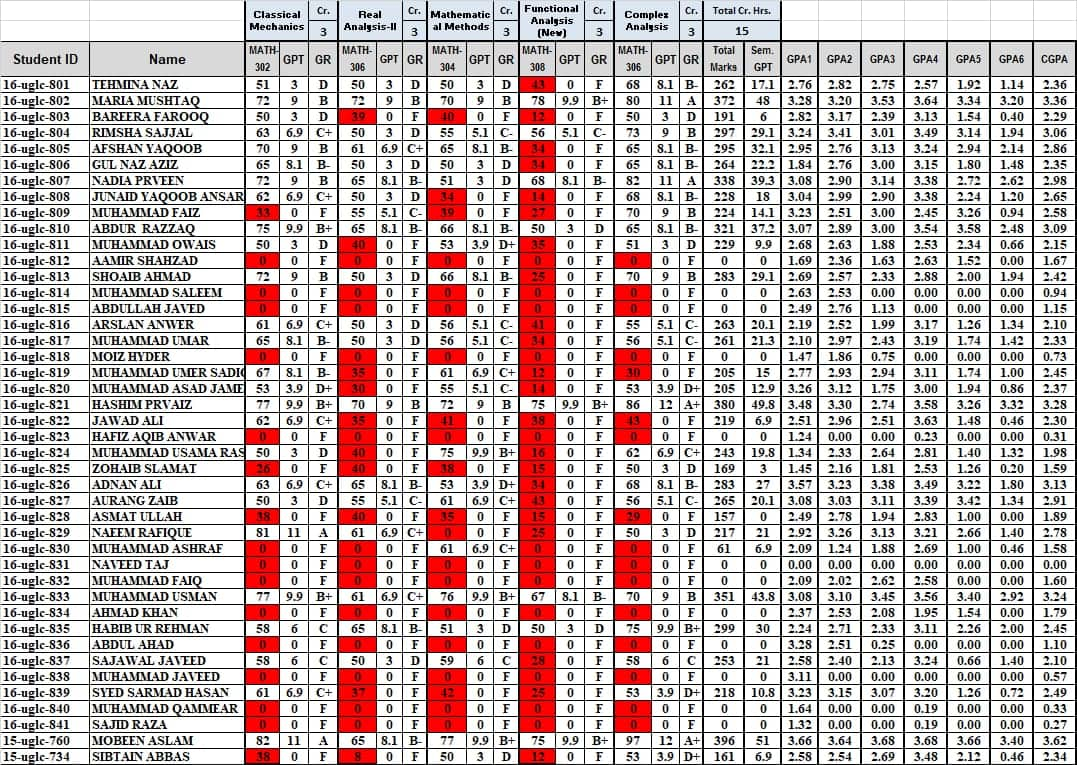 Classical Mechanics Cr. Real Analysis-II Cr. Mathematic al Methods Cr. Functional Analysis (New) Cr. Complex Analysis Cr. Total Cr. Hrs.
3 3 3 3 3 15
Student ID Name MATH-302 GPT GR MATH-306 GPT GR MATH-304 GPT GR MATH-308 GPT GR MATH-306 GPT GR Total Marks Sem. GPT GPA1 GPA2 GPA3 GPA4 GPA5 GPA6 CGPA
16-uglc-801 TEHMINA NAZ 51 3 D 50 3 D 50 3 D 43 0 F 68 8.1 B- 262 17.1 2.76 2.82 2.75 2.57 1.92 1.14 2.36
16-uglc-802 MARIA MUSHTAQ 72 9 B 72 9 B 70 9 B 78 9.9 B+ 80 11 A 372 48 3.28 3.20 3.53 3.64 3.34 3.20 3.36
16-uglc-803 BAREERA FAROOQ 50 3 D 39 0 F 40 0 F 12 0 F 50 3 D 191 6 2.82 3.17 2.39 3.13 1.54 0.40 2.29
16-uglc-804 RIMSHA SAJJAL 63 6.9 C+ 50 3 D 55 5.1 C- 56 5.1 C- 73 9 B 297 29.1 3.24 3.41 3.01 3.49 3.14 1.94 3.06
16-uglc-805 AFSHAN YAQOOB 70 9 B 61 6.9 C+ 65 8.1 B- 34 0 F 65 8.1 B- 295 32.1 2.95 2.76 3.13 3.24 2.94 2.14 2.86
16-uglc-806 GUL NAZ AZIZ 65 8.1 B- 50 3 D 50 3 D 34 0 F 65 8.1 B- 264 22.2 1.84 2.76 3.00 3.15 1.80 1.48 2.35
16-uglc-807 NADIA PRVEEN 72 9 B 65 8.1 B- 51 3 D 68 8.1 B- 82 11 A 338 39.3 3.08 2.90 3.14 3.38 2.72 2.62 2.98
16-uglc-808 JUNAID YAQOOB ANSAR 62 6.9 C+ 50 3 D 34 0 F 14 0 F 68 8.1 B- 228 18 3.04 2.99 2.90 3.38 2.24 1.20 2.65
16-uglc-809 MUHAMMAD FAIZ 33 0 F 55 5.1 C- 39 0 F 27 0 F 70 9 B 224 14.1 3.23 2.51 3.00 2.45 3.26 0.94 2.58
16-uglc-810 ABDUR RAZZAQ 75 9.9 B+ 65 8.1 B- 66 8.1 B- 50 3 D 65 8.1 B- 321 37.2 3.07 2.89 3.00 3.54 3.58 2.48 3.09
16-uglc-811 MUHAMMAD OWAIS 50 3 D 40 0 F 53 3.9 D+ 35 0 F 51 3 D 229 9.9 2.68 2.63 1.88 2.53 2.34 0.66 2.15
16-uglc-812 AAMIR SHAHZAD 0 0 F 0 0 F 0 0 F 0 0 F 0 0 F 0 0 1.69 2.36 1.63 2.63 1.52 0.00 1.67
16-uglc-813 SHOAIB AHMAD 72 9 B 50 3 D 66 8.1 B- 25 0 F 70 9 B 283 29.1 2.69 2.57 2.33 2.88 2.00 1.94 2.42
16-uglc-814 MUHAMMAD SALEEM 0 0 F 0 0 F 0 0 F 0 0 F 0 0 F 0 0 2.63 2.53 0.00 0.00 0.00 0.00 0.94
16-uglc-815 ABDULLAH JAVED 0 0 F 0 0 F 0 0 F 0 0 F 0 0 F 0 0 2.49 2.76 1.13 0.00 0.00 0.00 1.15
16-uglc-816 ARSLAN ANWER 61 6.9 C+ 50 3 D 56 5.1 C- 41 0 F 55 5.1 C- 263 20.1 2.19 2.52 1.99 3.17 1.26 1.34 2.10
16-uglc-817 MUHAMMAD UMAR 65 8.1 B- 50 3 D 56 5.1 C- 34 0 F 56 5.1 C- 261 21.3 2.10 2.97 2.43 3.19 1.74 1.42 2.33
16-uglc-818 MOIZ HYDER 0 0 F 0 0 F 0 0 F 0 0 F 0 0 F 0 0 1.47 1.86 0.75 0.00 0.00 0.00 0.73
16-uglc-819 MUHAMMAD UMER SADI 67 8.1 B- 35 0 F 61 6.9 C+ 12 0 F 30 0 F 205 15 2.77 2.93 2.94 3.11 1.74 1.00 2.45
16-uglc-820 MUHAMMAD ASAD JAME 53 3.9 D+ 30 0 F 55 5.1 C- 14 0 F 53 3.9 D+ 205 12.9 3.26 3.12 1.75 3.00 1.94 0.86 2.37
16-uglc-821 HASHIM PRVAIZ 77 9.9 B+ 70 9 B 72 9 B 75 9.9 B+ 86 12 A+ 380 49.8 3.48 3.30 2.74 3.58 3.26 3.32 3.28
16-uglc-822 JAWAD ALI 62 6.9 C+ 35 0 F 41 0 F 38 0 F 43 0 F 219 6.9 2.51 2.96 2.51 3.63 1.48 0.46 2.30
16-uglc-823 HAFIZ AQIB ANWAR 0 0 F 0 0 F 0 0 F 0 0 F 0 0 F 0 0 1.24 0.00 0.00 0.23 0.00 0.00 0.31
16-uglc-824 MUHAMMAD USAMA RAS 50 3 D 40 0 F 75 9.9 B+ 16 0 F 62 6.9 C+ 243 19.8 1.34 2.33 2.64 2.81 1.40 1.32 1.98
16-uglc-825 ZOHAIB SLAMAT 26 0 F 40 0 F 38 0 F 15 0 F 50 3 D 169 3 1.45 2.16 1.81 2.53 1.26 0.20 1.59
16-uglc-826 ADNAN ALI 63 6.9 C+ 65 8.1 B- 53 3.9 D+ 34 0 F 68 8.1 B- 283 27 3.57 3.23 3.38 3.49 3.22 1.80 3.13
16-uglc-827 AURANG ZAIB 50 3 D 55 5.1 C- 61 6.9 C+ 43 0 F 56 5.1 C- 265 20.1 3.08 3.03 3.11 3.39 3.42 1.34 2.91
16-uglc-828 ASMAT ULLAH 38 0 F 40 0 F 35 0 F 15 0 F 29 0 F 157 0 2.49 2.78 1.94 2.83 1.00 0.00 1.89
16-uglc-829 NAEEM RAFIQUE 81 11 A 61 6.9 C+ 0 0 F 25 0 F 50 3 D 217 21 2.92 3.26 3.13 3.21 2.66 1.40 2.78
16-uglc-830 MUHAMMAD ASHRAF 0 0 F 0 0 F 61 6.9 C+ 0 0 F 0 0 F 61 6.9 2.09 1.24 1.88 2.69 1.00 0.46 1.58
16-uglc-831 NAVEED TAJ 0 0 F 0 0 F 0 0 F 0 0 F 0 0 F 0 0 0.00 0.00 0.00 0.00 0.00 0.00 0.00
16-uglc-832 MUHAMMAD FAIQ 0 0 F 0 0 F 0 0 F 0 0 F 0 0 F 0 0 2.09 2.02 2.62 2.58 0.00 0.00 1.60
16-uglc-833 MUHAMMAD USMAN 77 9.9 B+ 61 6.9 C+ 76 9.9 B+ 67 8.1 B- 70 9 B 351 43.8 3.08 3.10 3.45 3.56 3.40 2.92 3.24
16-uglc-834 AHMAD KHAN 0 0 F 0 0 F 0 0 F 0 0 F 0 0 F 0 0 2.37 2.53 2.08 1.95 1.54 0.00 1.79
16-uglc-835 HABIB UR REHMAN 58 6 C 65 8.1 B- 51 3 D 50 3 D 75 9.9 B+ 299 30 2.24 2.71 2.33 3.11 2.26 2.00 2.45
16-uglc-836 ABDUL AHAD 0 0 F 0 0 F 0 0 F 0 0 F 0 0 F 0 0 3.28 2.51 0.25 0.00 0.00 0.00 1.10
16-uglc-837 SAJAWAL JAVEED 58 6 C 50 3 D 59 6 C 28 0 F 58 6 C 253 21 2.58 2.40 2.13 3.24 0.66 1.40 2.10
16-uglc-838 MUHAMMAD JAVEED 0 0 F 0 0 F 0 0 F 0 0 F 0 0 F 0 0 3.11 0.00 0.00 0.00 0.00 0.00 0.57
16-uglc-839 SYED SARMAD HASAN 61 6.9 C+ 37 0 F 42 0 F 25 0 F 53 3.9 D+ 218 10.8 3.23 3.15 3.07 3.20 1.26 0.72 2.49
16-uglc-840 MUHAMMAD QAMMEAR 0 0 F 0 0 F 0 0 F 0 0 F 0 0 F 0 0 1.64 0.00 0.00 0.19 0.00 0.00 0.33
16-uglc-841 SAJID RAZA 0 0 F 0 0 F 0 0 F 0 0 F 0 0 F 0 0 1.32 0.00 0.00 0.19 0.00 0.00 0.27
15-uglc-760 MOBEEN ASLAM 82 11 A 65 8.1 B- 77 9.9 B+ 75 9.9 B+ 97 12 A+ 396 51 3.66 3.54 3.68 3.68 3.66 3.40 3.62
15-uglc-734 SIBTAIN ABBAS 38 0 F 8 0 F 50 3 D 12 0 F 53 3.9 D+ 161 6.9 2.58 2.54 2.69 3.48 2.12 0.46 2.34